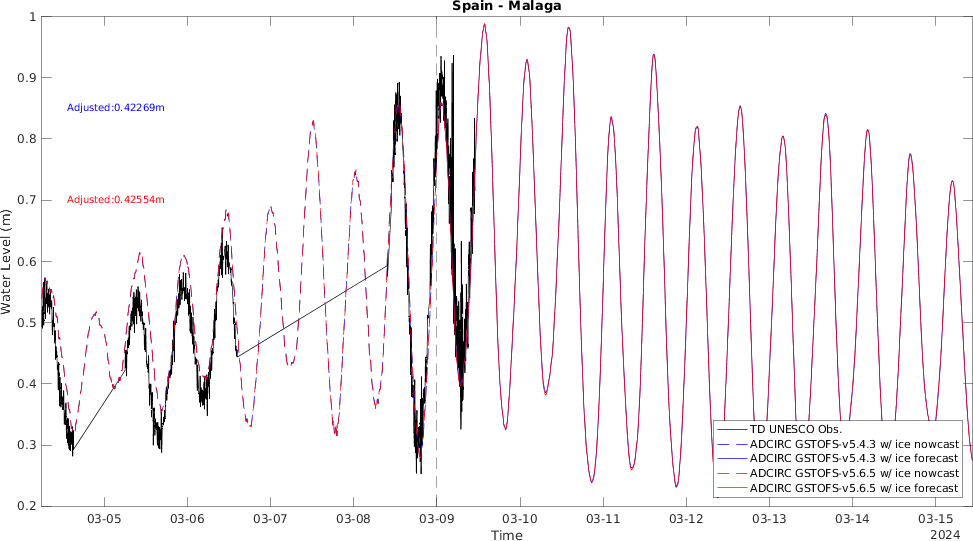 Spain - Malaga
1
0.9
0.8
0.7
0.6
0.5
0.4
0.3
0.2
Water Level (m)
Adjusted:0.42269m
Adjusted:0.42554m
TD UNESCO Obs.
ADCIRC GSTOFS-v5.4.3 w/ ice nowcast
ADCIRC GSTOFS-v5.4.3 w/ ice forecast
ADCIRC GSTOFS-v5.6.5 w/ ice nowcast
ADCIRC GSTOFS-v5.6.5 w/ ice forecast
03-05 03-06 03-07 03-08 03-09 03-10 03-11 03-12 03-13 03-14 03-15
Time 2024